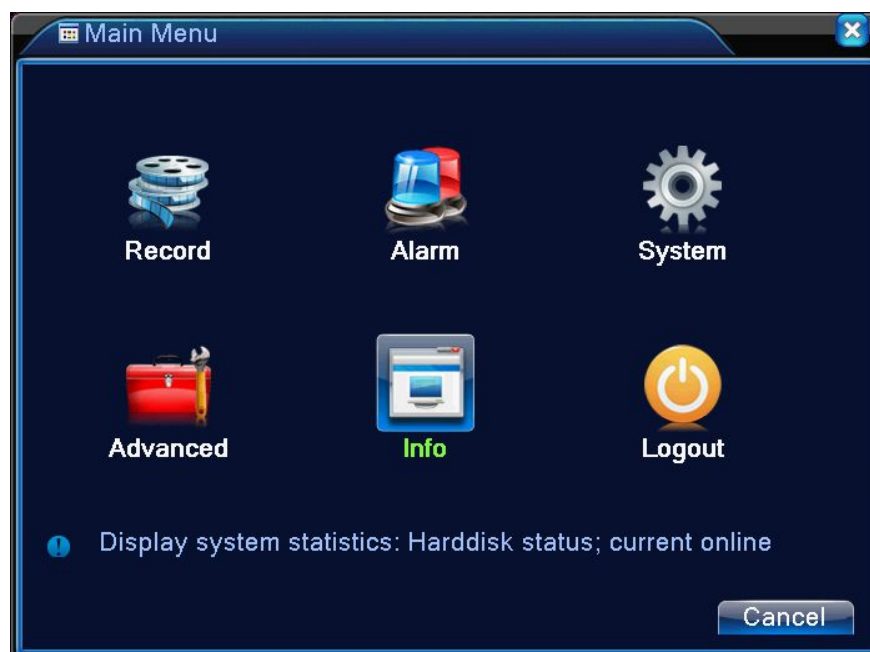 Main Menu
Record
Alarm
System
Advanced
Info
Logout
Display system statistics: Harddisk status; current online
Cancel